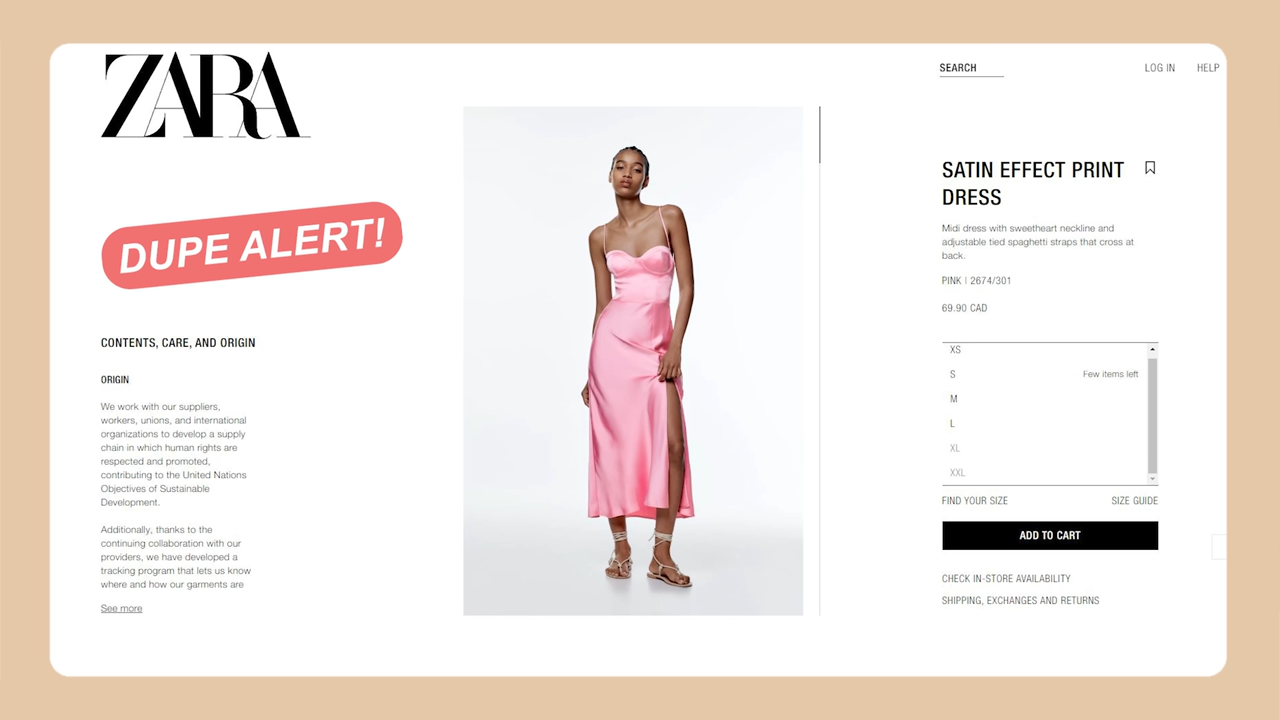 ZARA
SEARCH
LOG IN
HELP
DUPE ALERT!
CONTENTS, CARE, AND ORIGIN
ORIGIN
We work with our suppliers,
workers, unions, and international
organizations to develop a supply
chain in which human rights are
respected and promoted,
contributing to the United Nations
Objectives of Sustainable
Development.
Additionally, thanks to the
continuing collaboration with our
providers, we have developed a
tracking program that lets us know
where and how our garments are
See more
SATIN EFFECT PRINT
DRESS
Midi dress with sweetheart neckline and
adjustable tied spaghetti straps that cross at
back.
PINK | 2674/301
69.90 CAD
XS
S Few items left
M
L
XL
XXL
FIND YOUR SIZE SIZE GUIDE
ADD TO CART
CHECK IN-STORE AVAILABILITY
SHIPPING, EXCHANGES AND RETURNS